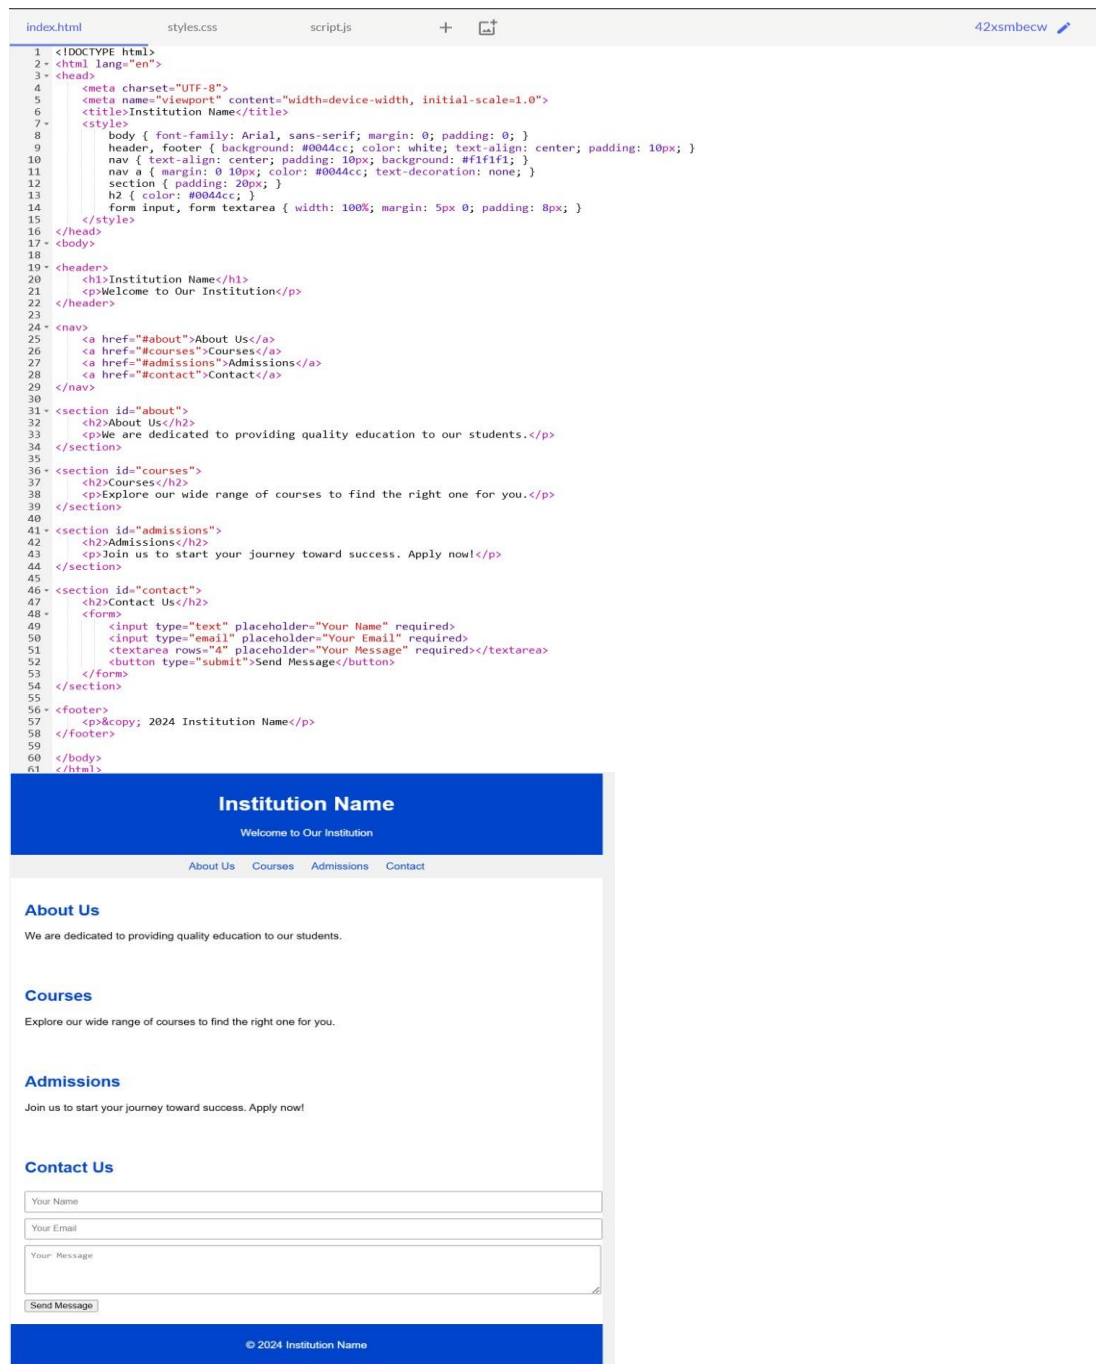 index.html
styles.css
script.js
42xsmbecw
1 <!DOCTYPE html>
2 <html lang="en">
3 <head>
4 <meta charset="UTF-8">
5 <meta name="viewport" content="width=device-width, initial-scale=1.0">
6 <title>Institution Name</title>
7 <style>
8 body { font-family: Arial, sans-serif; margin: 0; padding: 0; }
9 header, footer { background: #0044cc; color: white; text-align: center; padding: 10px; }
10 nav { text-align: center; padding: 10px; background: #f1f1f1; }
11 nav a { margin: 0 10px; color: #0044cc; text-decoration: none; }
12 section { padding: 20px; }
13 h2 { color: #0044cc; }
14 form input, form textarea { width: 100%; margin: 5px 0; padding: 8px; }
15 </style>
16 </head>
17 <body>
18
19 <header>
20 <h1>Institution Name</h1>
21 <p>Welcome to Our Institution</p>
22 </header>
23
24 <nav>
25 <a href="#about">About Us</a>
26 <a href="#courses">Courses</a>
27 <a href="#admissions">Admissions</a>
28 <a href="#contact">Contact</a>
29 </nav>
30
31 <section id="about">
32 <h2>About Us</h2>
33 <p>We are dedicated to providing quality education to our students.</p>
34 </section>
35
36 <section id="courses">
37 <h2>Courses</h2>
38 <p>Explore our wide range of courses to find the right one for you.</p>
39 </section>
40
41 <section id="admissions">
42 <h2>Admissions</h2>
43 <p>Join us to start your journey toward success. Apply now!</p>
44 </section>
45
46 <section id="contact">
47 <h2>Contact Us</h2>
48 <form>
49 <input type="text" placeholder="Your Name" required>
50 <input type="email" placeholder="Your Email" required>
51 <textarea rows="4" placeholder="Your Message" required></textarea>
52 <button type="submit">Send Message</button>
53 </form>
54 </section>
55
56 <footer>
57 <p>&copy; 2024 Institution Name</p>
58 </footer>
59
60 </body>
61 </html>
Institution Name
Welcome to Our Institution
About Us Courses Admissions Contact
About Us
We are dedicated to providing quality education to our students.
Courses
Explore our wide range of courses to find the right one for you.
Admissions
Join us to start your journey toward success. Apply now!
Contact Us
Your Name
Your Email
Your Message
Send Message
© 2024 Institution Name